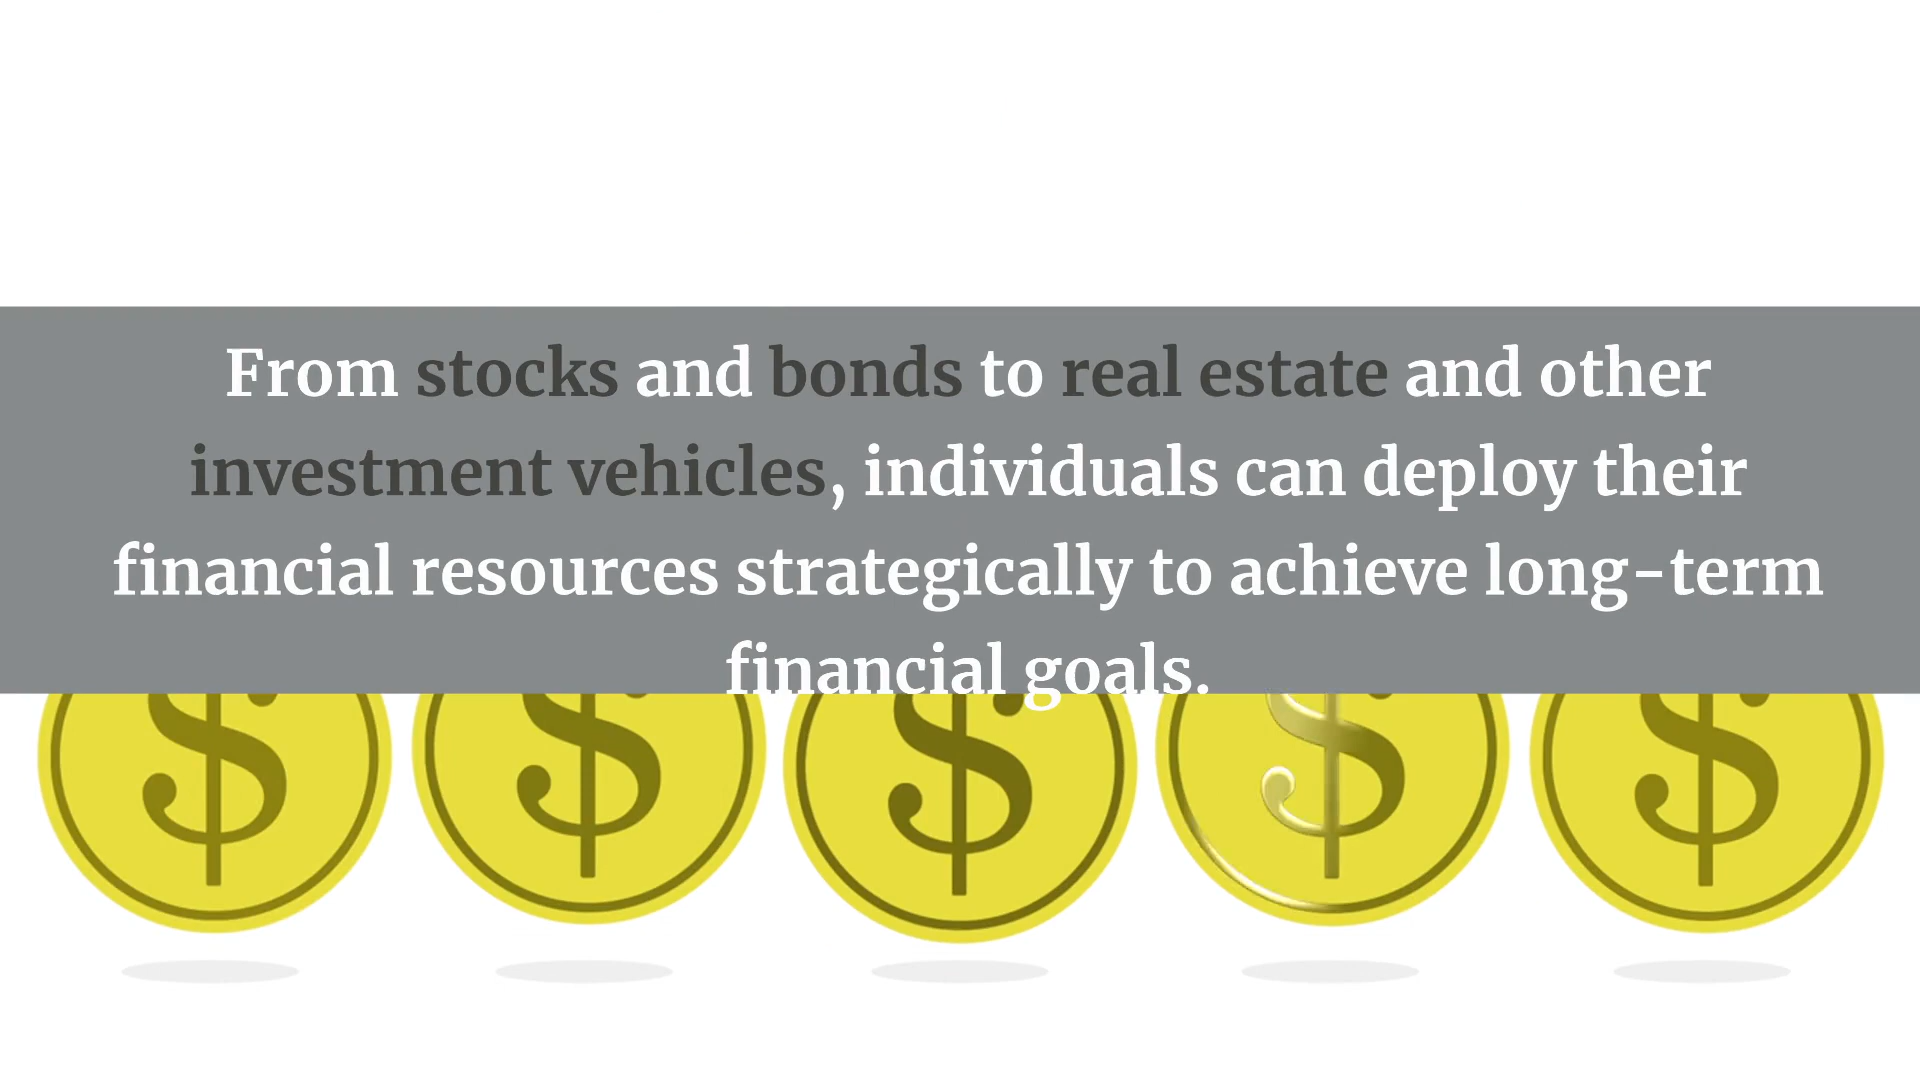 From stocks and bonds to real estate and other
investment vehicles, individuals can deploy their
financial resources strategically to achieve long-term
financial goals.
$ $ $ $ $